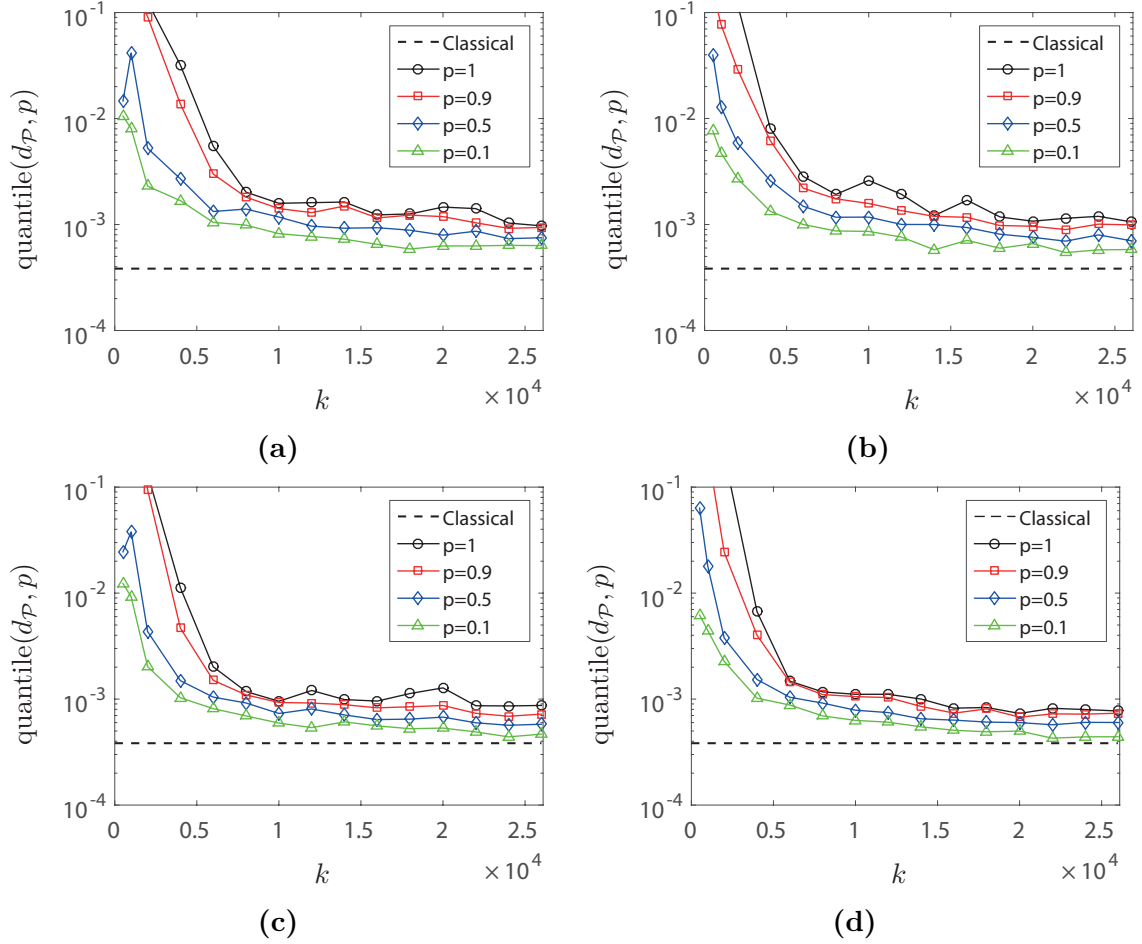 10^{-1}
10^{-2}
10^{-3}
10^{-4}
quantile(d_𝒫, p)
Classical
p=1
p=0.9
p=0.5
p=0.1
0 0.5 1 1.5 2 2.5
k
× 10^4
(a)
10^{-1}
10^{-2}
10^{-3}
10^{-4}
quantile(d_𝒫, p)
Classical
p=1
p=0.9
p=0.5
p=0.1
0 0.5 1 1.5 2 2.5
k
× 10^4
(b)
10^{-1}
10^{-2}
10^{-3}
10^{-4}
quantile(d_𝒫, p)
Classical
p=1
p=0.9
p=0.5
p=0.1
0 0.5 1 1.5 2 2.5
k
× 10^4
(c)
10^{-1}
10^{-2}
10^{-3}
10^{-4}
quantile(d_𝒫, p)
Classical
p=1
p=0.9
p=0.5
p=0.1
0 0.5 1 1.5 2 2.5
k
× 10^4
(d)